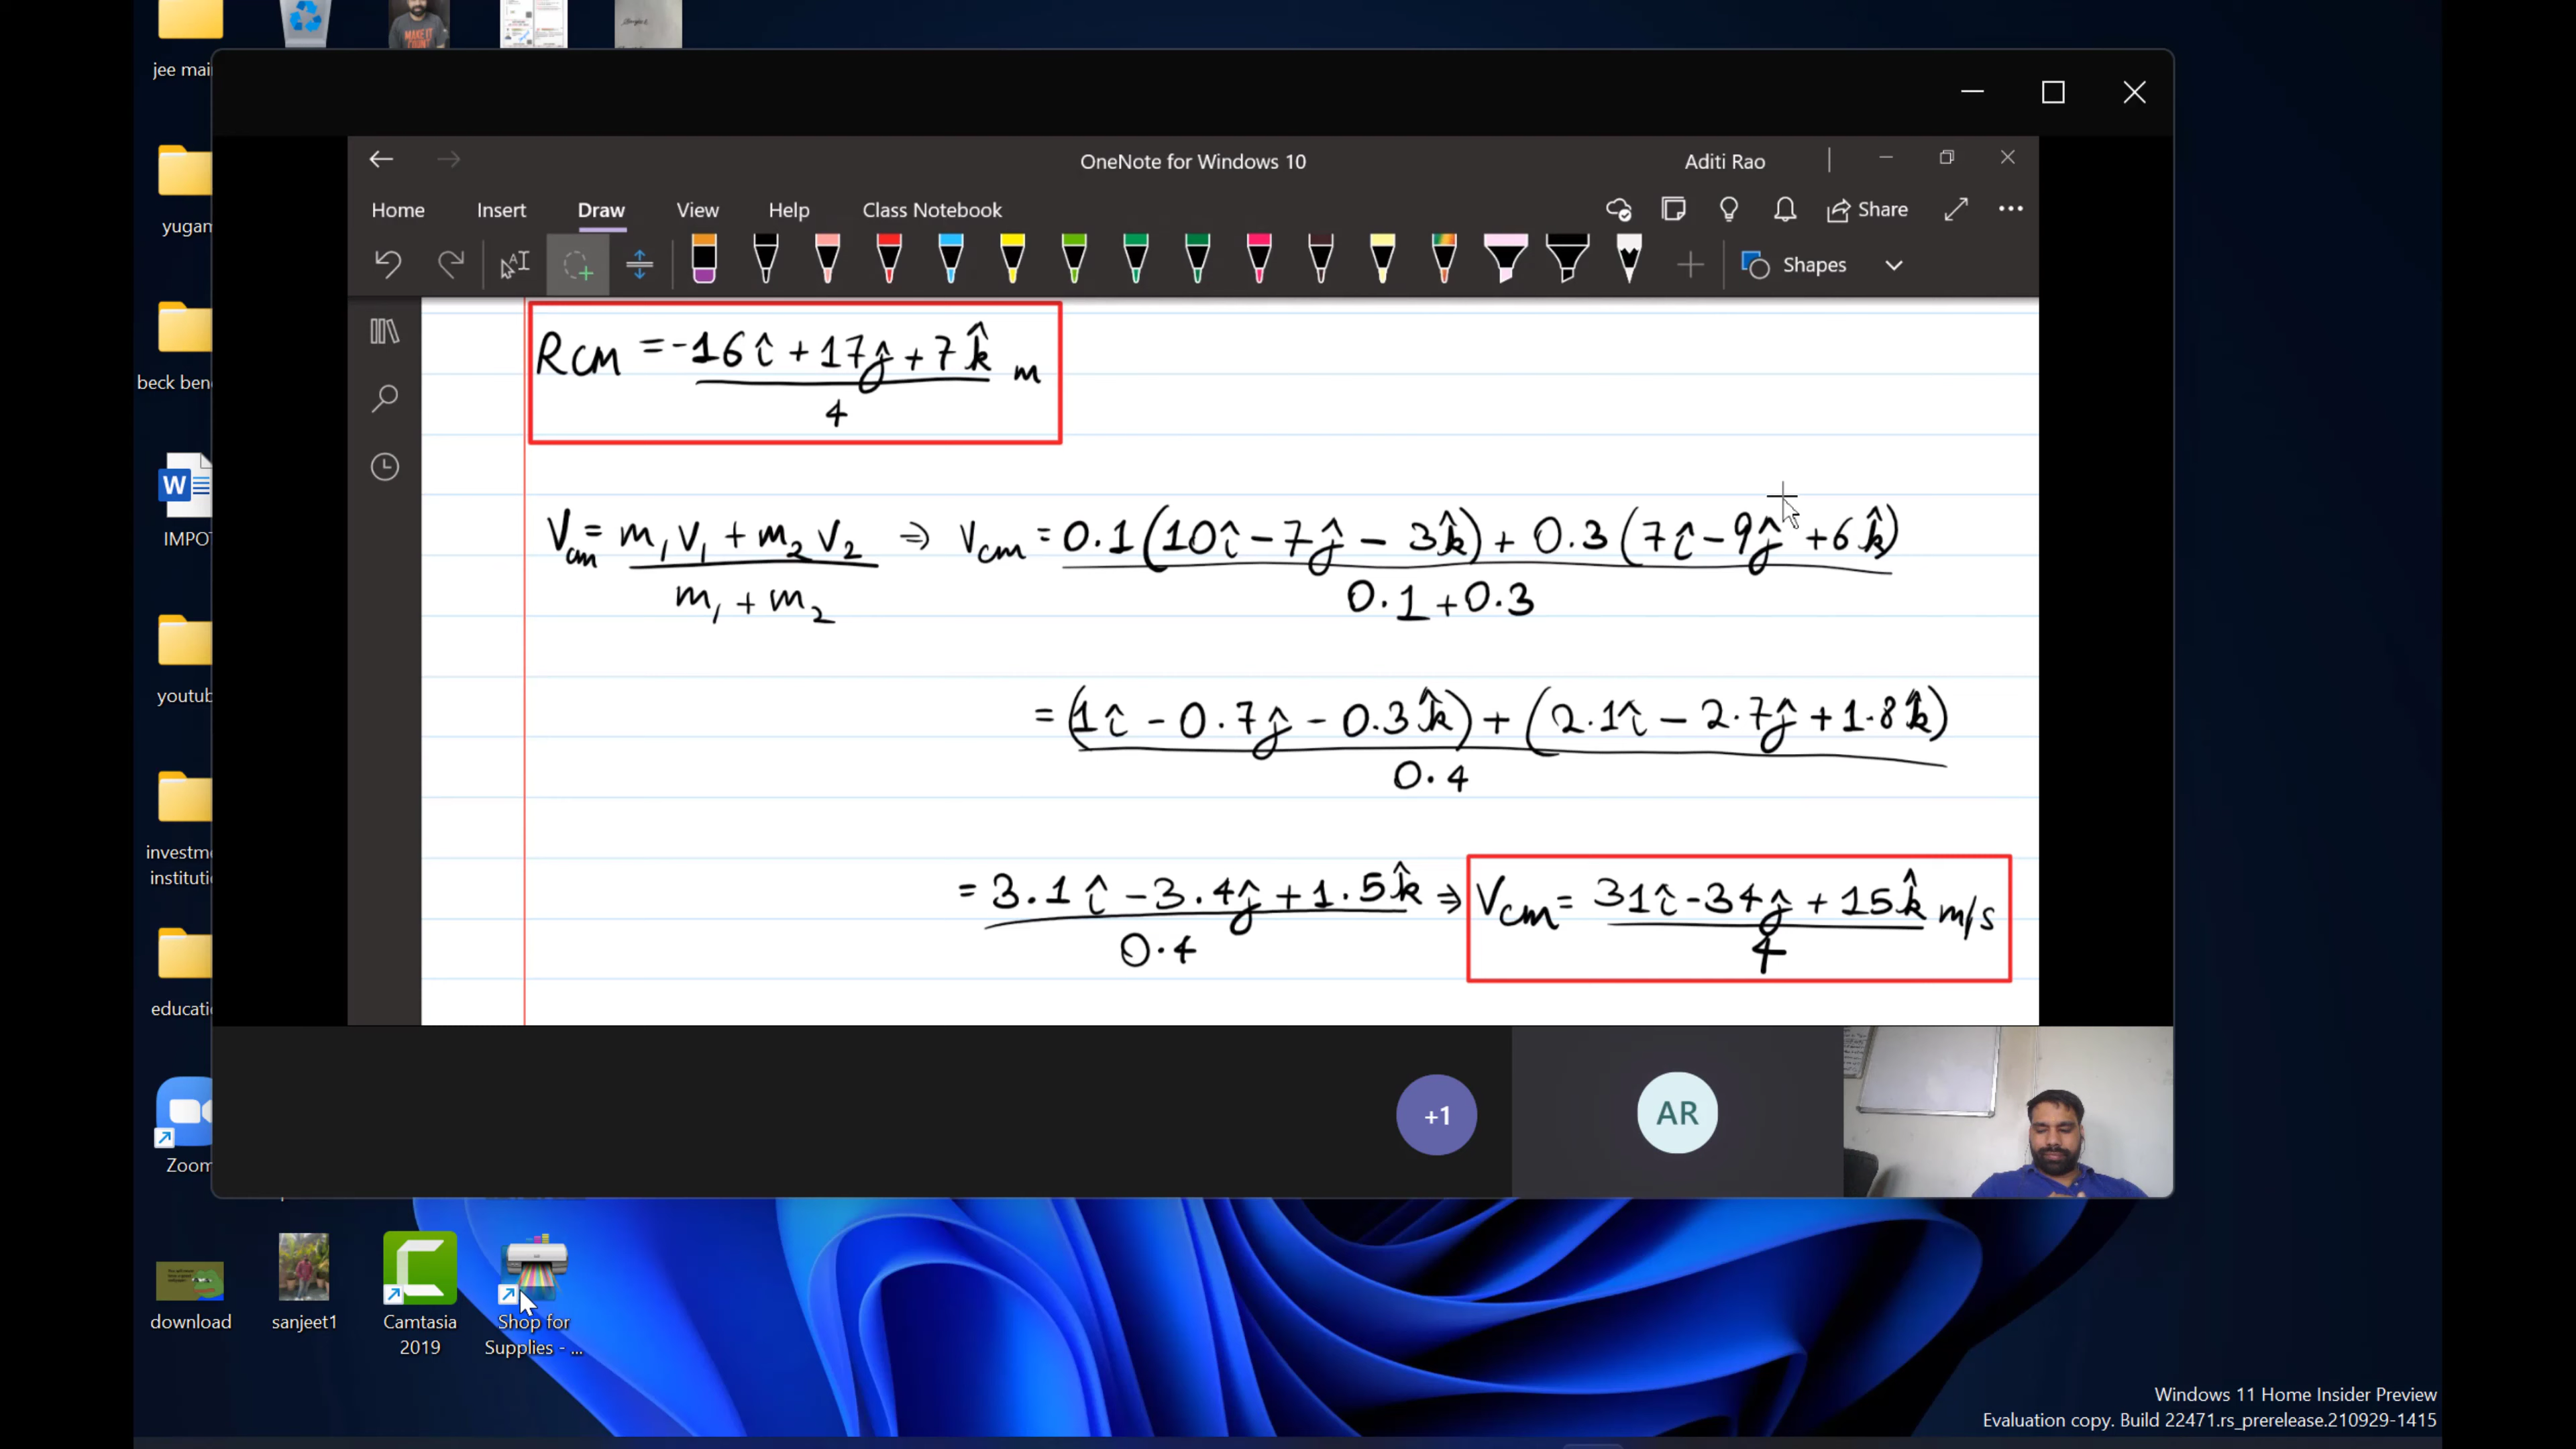 jee mai
OneNote for Windows 10
Aditi Rao
Home Insert Draw View Help Class Notebook
Share
Shapes
yugam
beck ben
IMPOT
youtub
investme
instituti
educati
Zoom
RCM = -16î + 17ĵ + 7k̂ m
4
Vcm = m₁v₁ + m₂v₂ ⇒ Vcm = 0.1(10î - 7ĵ - 3k̂) + 0.3(7î - 9ĵ + 6k̂)
m₁ + m₂ 0.1 + 0.3
= (1î - 0.7ĵ - 0.3k̂) + (2.1î - 2.7ĵ + 1.8k̂)
0.4
= 3.1î - 3.4ĵ + 1.5k̂ ⇒ Vcm = 31î - 34ĵ + 15k̂ m/s
0.4 4
+1
AR
download
sanjeet1
Camtasia
2019
Shop for
Supplies - ...
Windows 11 Home Insider Preview
Evaluation copy. Build 22471.rs_prerelease.210929-1415